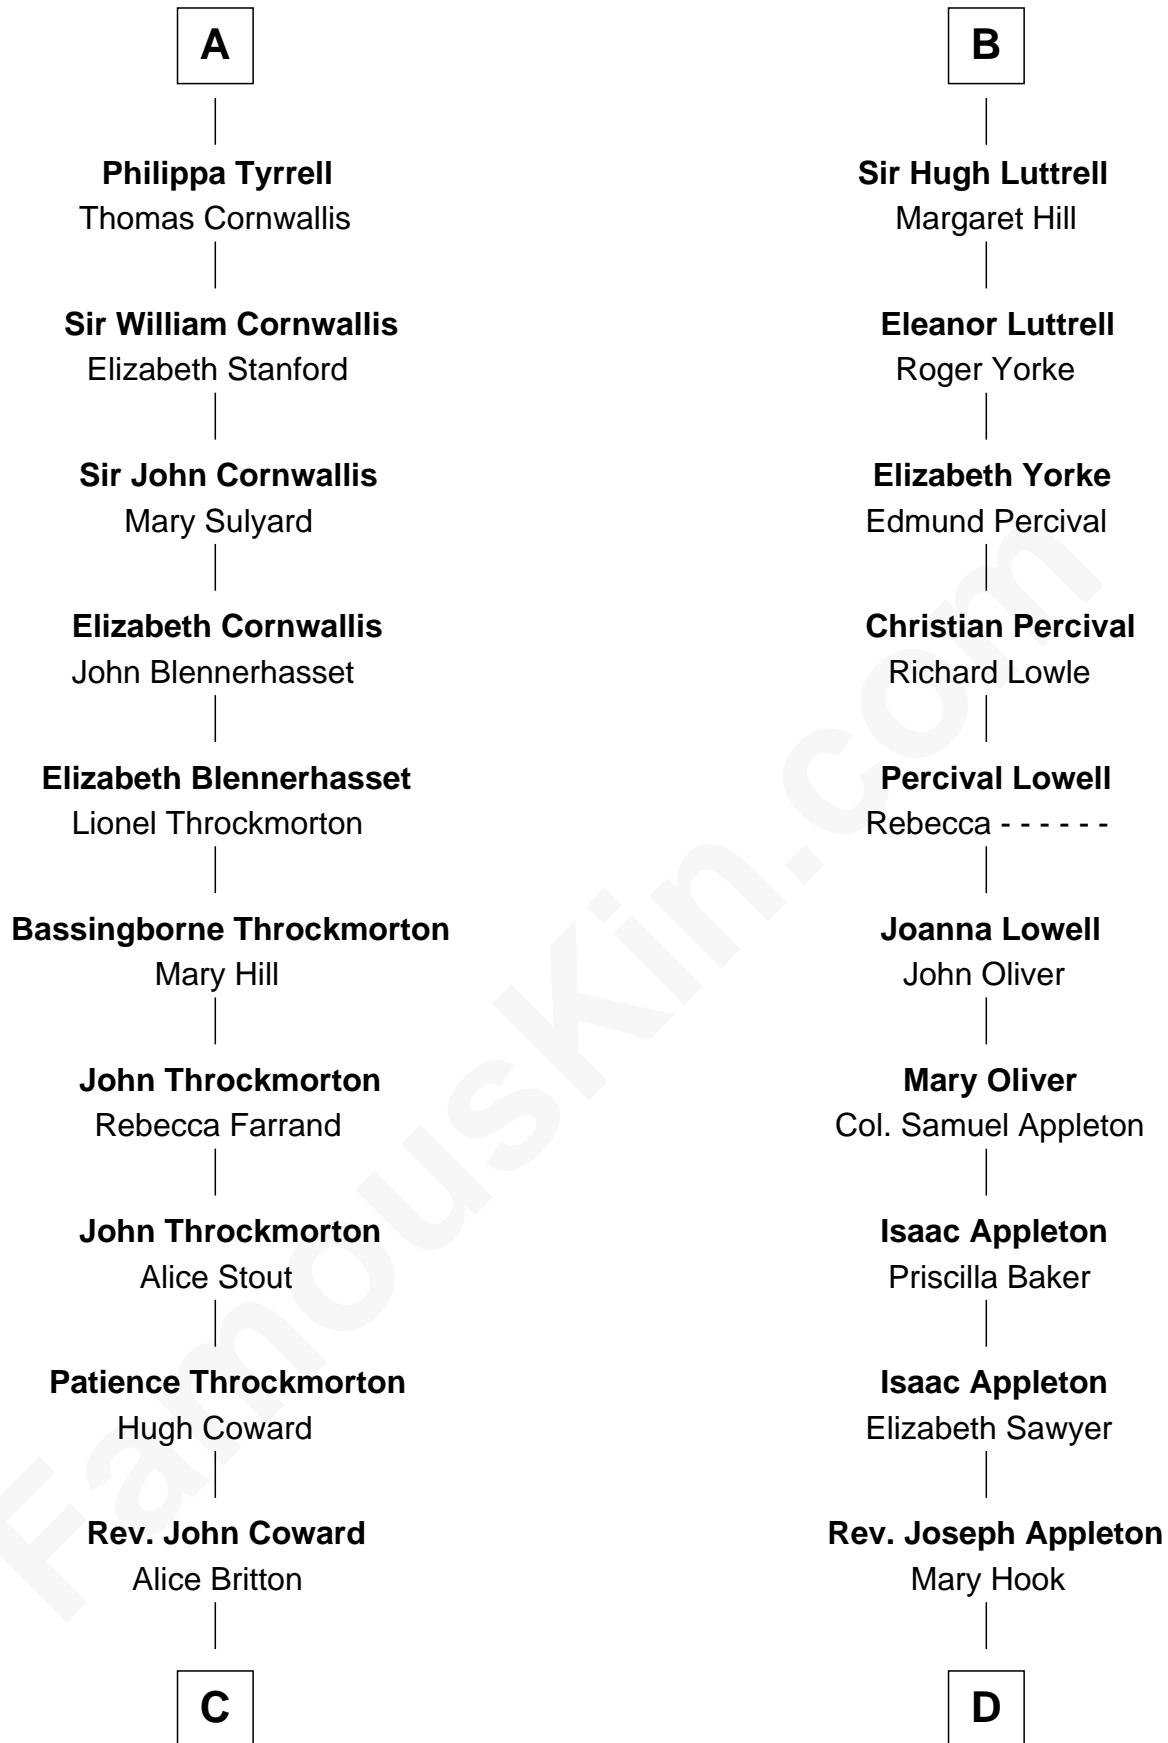 A
Philippa Tyrrell
Thomas Cornwallis
Sir William Cornwallis
Elizabeth Stanford
Sir John Cornwallis
Mary Sulyard
Elizabeth Cornwallis
John Blennerhasset
Elizabeth Blennerhasset
Lionel Throckmorton
Bassingborne Throckmorton
Mary Hill
John Throckmorton
Rebecca Farrand
John Throckmorton
Alice Stout
Patience Throckmorton
Hugh Coward
Rev. John Coward
Alice Britton
C
B
Sir Hugh Luttrell
Margaret Hill
Eleanor Luttrell
Roger Yorke
Elizabeth Yorke
Edmund Percival
Christian Percival
Richard Lowle
Percival Lowell
Rebecca - - - - - -
Joanna Lowell
John Oliver
Mary Oliver
Col. Samuel Appleton
Isaac Appleton
Priscilla Baker
Isaac Appleton
Elizabeth Sawyer
Rev. Joseph Appleton
Mary Hook
D
FamousKin.com